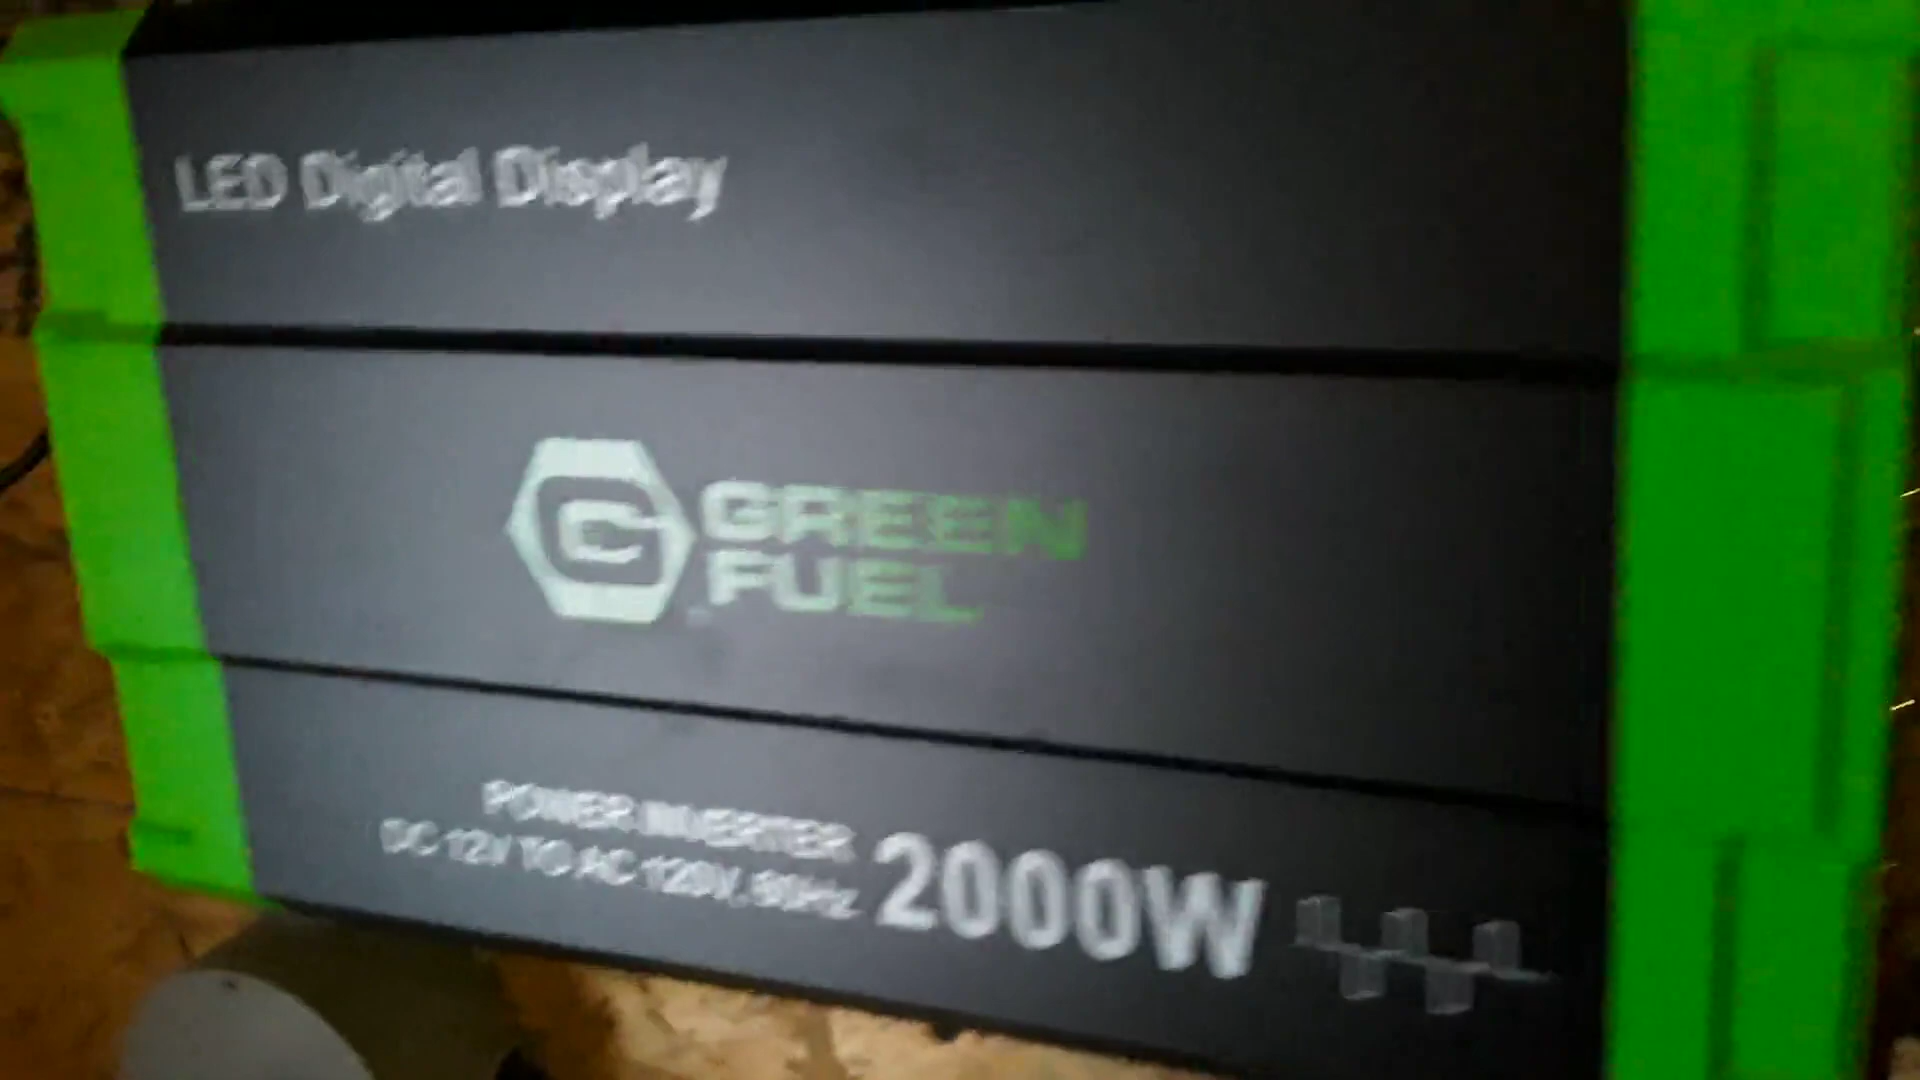 LED Digital Display
GREEN
FUEL
POWER INVERTER
DC 12V TO AC 120V, 60Hz
2000W